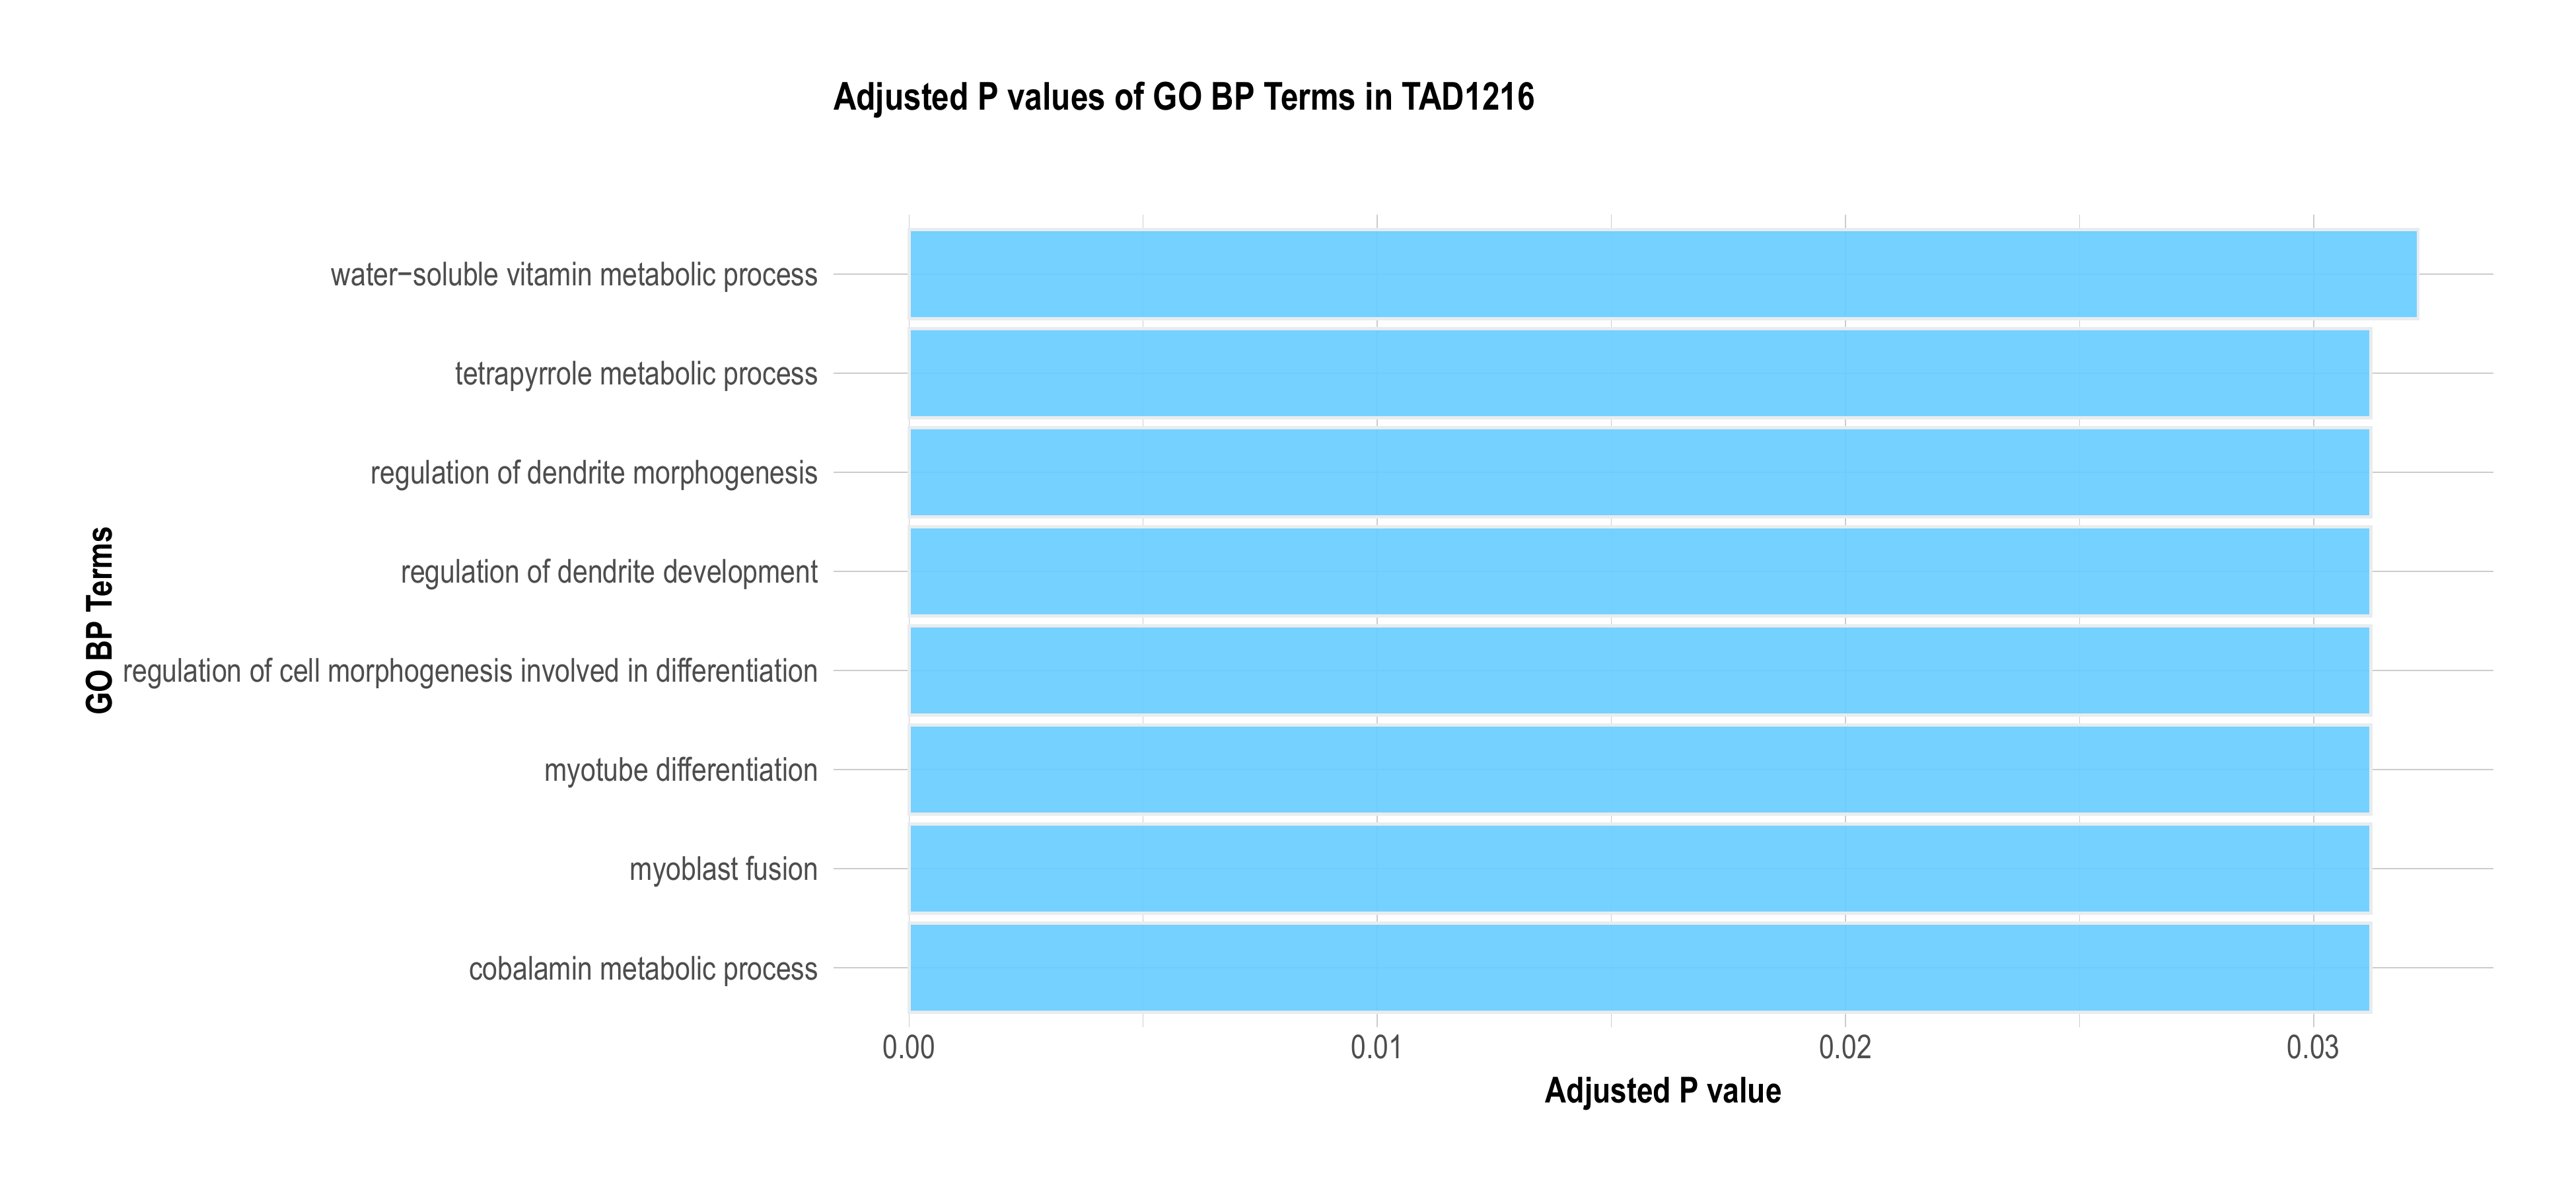 Adjusted P values of GO BP Terms in TAD1216
GO BP Terms
water−soluble vitamin metabolic process
tetrapyrrole metabolic process
regulation of dendrite morphogenesis
regulation of dendrite development
regulation of cell morphogenesis involved in differentiation
myotube differentiation
myoblast fusion
cobalamin metabolic process
0.00 0.01 0.02 0.03
Adjusted P value